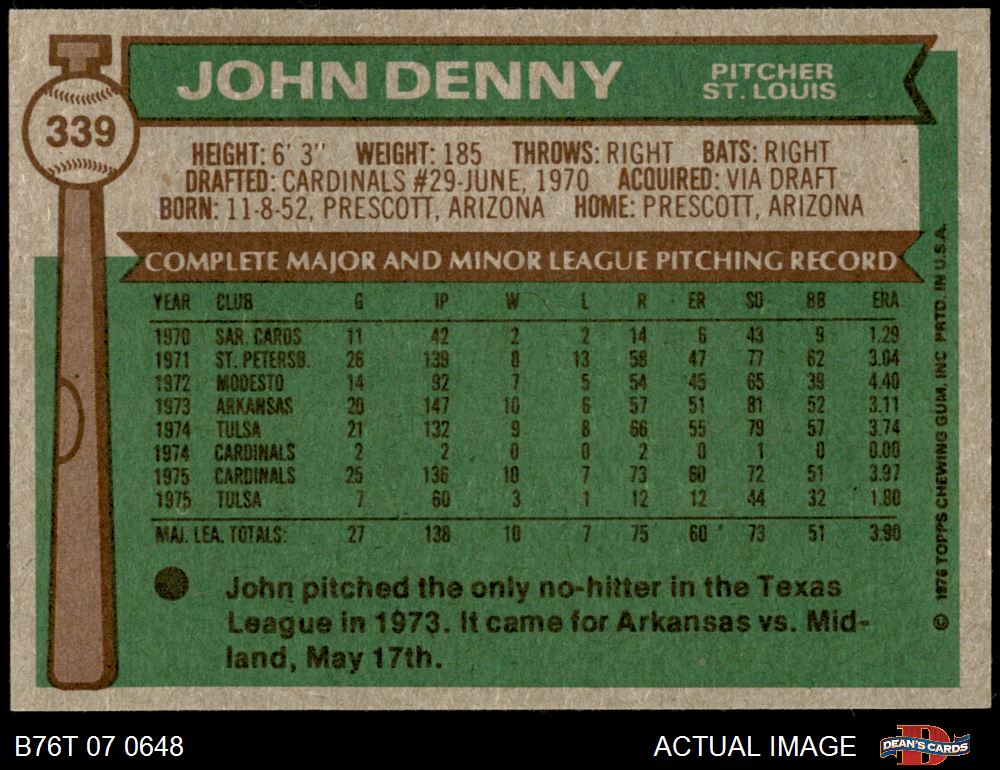 JOHN DENNY
PITCHER
ST. LOUIS
339
HEIGHT: 6' 3" WEIGHT: 185 THROWS: RIGHT BATS: RIGHT
DRAFTED: CARDINALS #29-JUNE, 1970 ACQUIRED: VIA DRAFT
BORN: 11-8-52, PRESCOTT, ARIZONA HOME: PRESCOTT, ARIZONA
COMPLETE MAJOR AND MINOR LEAGUE PITCHING RECORD
YEAR CLUB G IP W L R ER SO BB ERA
1970 SAR. CARDS 11 42 2 2 14 6 43 9 1.29
1971 ST. PETERSB. 26 139 8 13 58 47 77 62 3.04
1972 MODESTO 14 92 7 5 54 45 65 39 4.40
1973 ARKANSAS 20 147 10 6 57 51 81 52 3.11
1974 TULSA 21 132 9 8 66 55 79 57 3.74
1974 CARDINALS 2 2 0 0 2 0 1 0 0.00
1975 CARDINALS 25 136 10 7 73 60 72 51 3.97
1975 TULSA 7 60 3 1 12 12 44 32 1.80
MAJ. LEA. TOTALS: 27 138 10 7 75 60 73 51 3.90
John pitched the only no-hitter in the Texas
League in 1973. It came for Arkansas vs. Mid-
land, May 17th.
© 1976 TOPPS CHEWING GUM, INC PRTD. IN U.S.A.
B76T 07 0648
ACTUAL IMAGE
DEAN'S CARDS